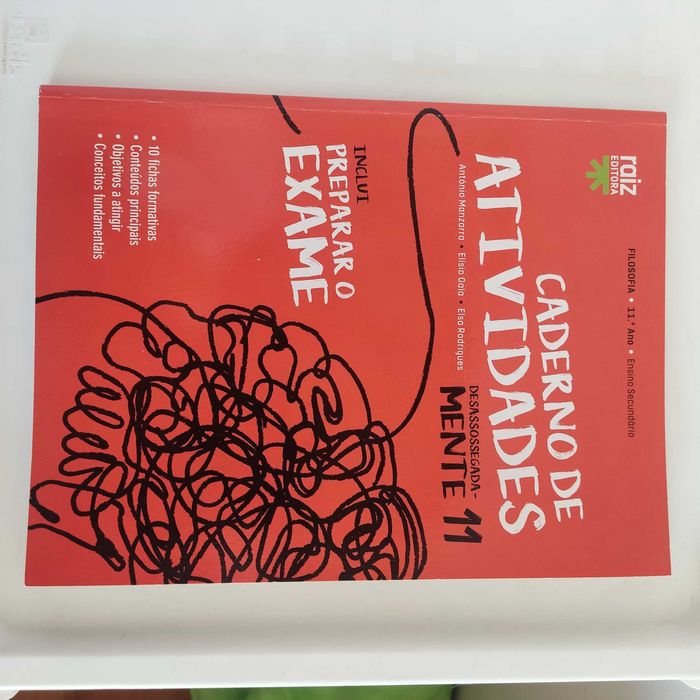 raiz
EDITORA
FILOSOFIA • 11.º Ano • Ensino Secundário
CADERNO DE
ATIVIDADES
António Manzarra • Elísio Gala • Elsa Rodrigues
DESASSOSSEGADA-
MENTE 11
INCLUI
PREPARAR O
EXAME
• 10 fichas formativas
• Conteúdos principais
• Objetivos a atingir
• Conceitos fundamentais